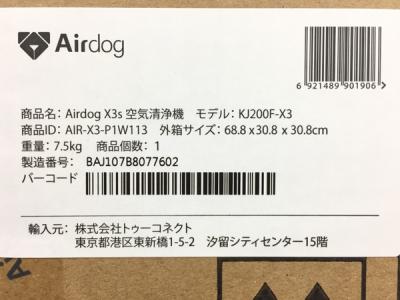 Airdog
6 921489 901906 >
商品名: Airdog X3s 空気清浄機 モデル: KJ200F-X3
商品ID: AIR-X3-P1W113 外箱サイズ: 68.8 x30.8 x 30.8cm
重量: 7.5kg 商品個数: 1
製造番号: BAJ107B8077602
バーコード
輸入元: 株式会社トゥーコネクト
東京都港区東新橋1-5-2 汐留シティセンター15階